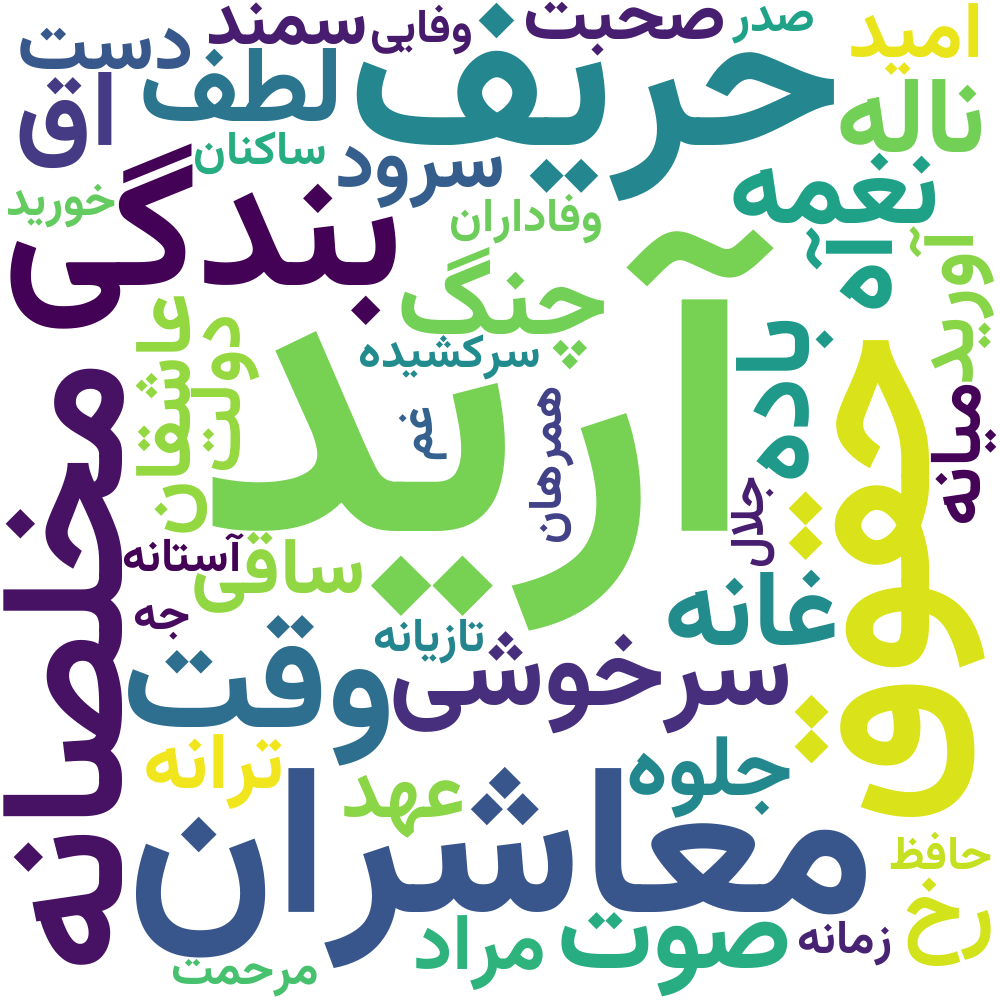 صدر
صحبت
وفایی
سمند
امید
دست
حریف
لطف
ناله
اق
ساکنان
سرود
نغمه
خورید
وفاداران
بندگی
آه
آورید
چنگ
عاشقان
دولت
باده
سرکشیده
آرید
مخلصانه
غم
همرهان
حقوق
میانه
جلال
آستانه
ساقی
غانه
جه
تازیانه
وقت
سرخوشی
ترانه
جلوه
عهد
معاشران
حافظ
رخ
صوت
مراد
زمانه
مرحمت